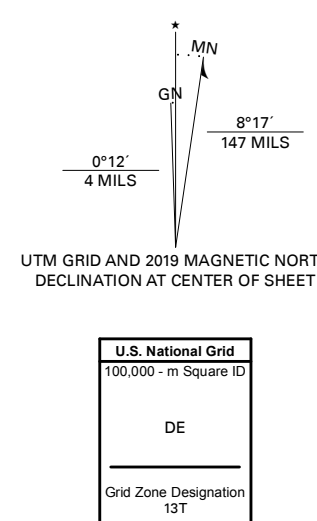 ★
MN
GN
8°17´
147 MILS
0°12´
4 MILS
UTM GRID AND 2019 MAGNETIC NORT
DECLINATION AT CENTER OF SHEET
U.S. National Grid
100,000 - m Square ID
DE
Grid Zone Designation
13T